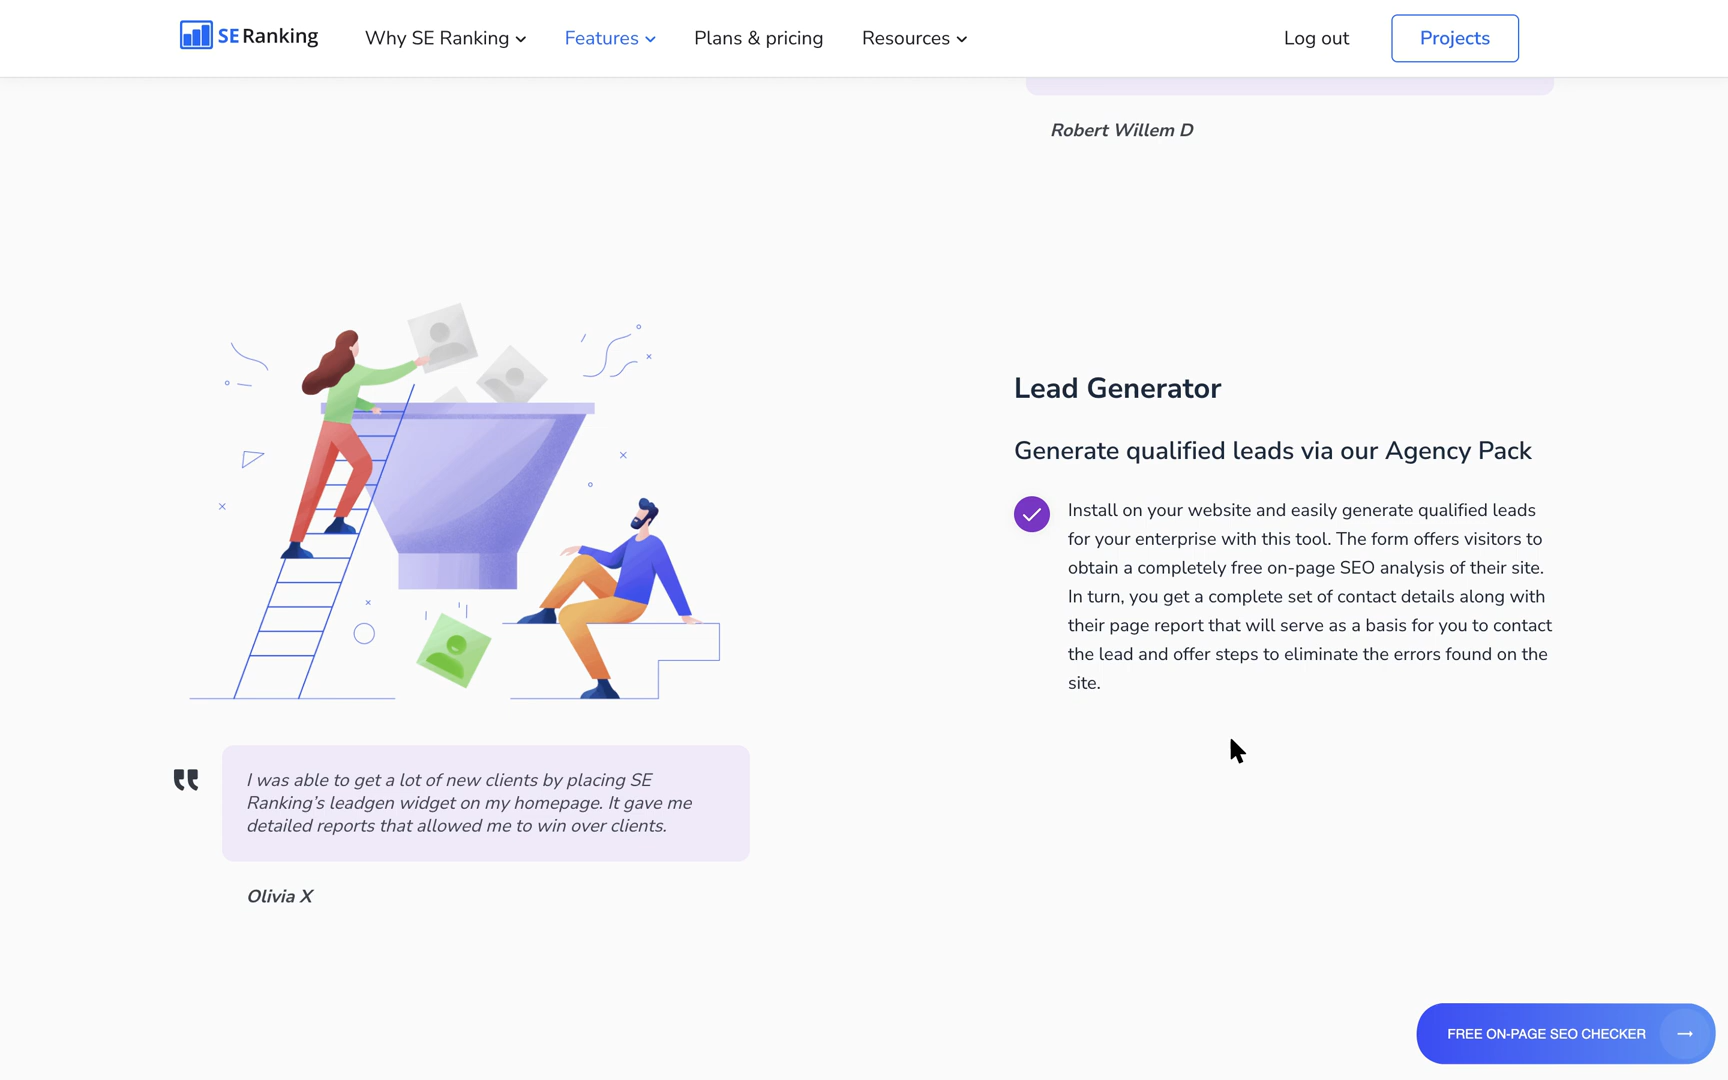 SE Ranking
Why SE Ranking
Features
Plans & pricing
Resources
Log out
Projects
Robert Willem D
Lead Generator
Generate qualified leads via our Agency Pack
Install on your website and easily generate qualified leads
for your enterprise with this tool. The form offers visitors to
obtain a completely free on-page SEO analysis of their site.
In turn, you get a complete set of contact details along with
their page report that will serve as a basis for you to contact
the lead and offer steps to eliminate the errors found on the
site.
I was able to get a lot of new clients by placing SE
Ranking’s leadgen widget on my homepage. It gave me
detailed reports that allowed me to win over clients.
Olivia X
FREE ON-PAGE SEO CHECKER